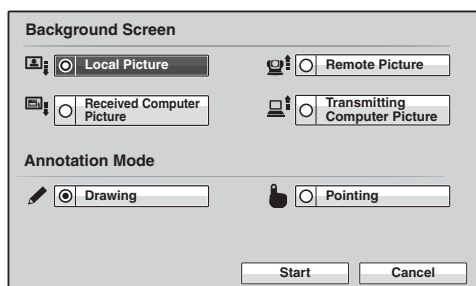 Background Screen
Local Picture
Remote Picture
Received Computer
Picture
Transmitting
Computer Picture
Annotation Mode
Drawing
Pointing
Start
Cancel